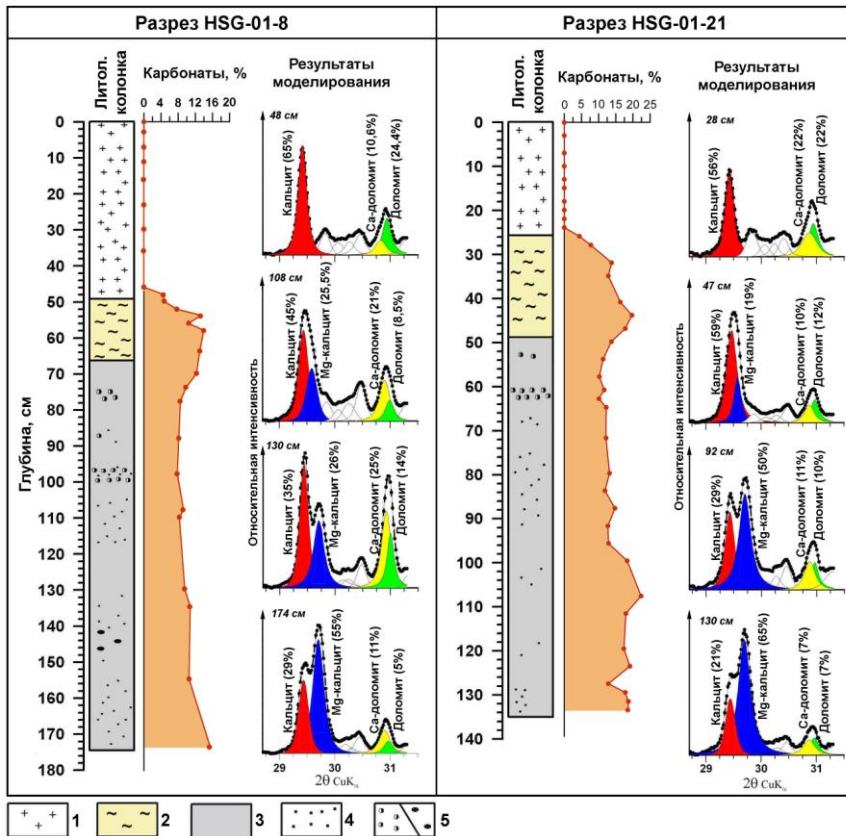 Разрез HSG-01-8
Литол. колонка
Карбонаты, %
0 4 8 12 16 20
Результаты
моделирования
Глубина, см
0
10
20
30
40
50
60
70
80
90
100
110
120
130
140
150
160
170
180
Относительная интенсивность
48 см
Кальцит (65%)
Ca-доломит (10,6%)
Доломит (24,4%)
108 см
Кальцит (45%)
Mg-кальцит (25,5%)
Ca-доломит (21%)
Доломит (8,5%)
130 см
Кальцит (35%)
Mg-кальцит (26%)
Ca-доломит (25%)
Доломит (14%)
174 см
Кальцит (29%)
Mg-кальцит (55%)
Ca-доломит (11%)
Доломит (5%)
29 30 31
2θ CuKα
Разрез HSG-01-21
Литол. колонка
Карбонаты, %
0 5 10 15 20 25
Результаты
моделирования
0
10
20
30
40
50
60
70
80
90
100
110
120
130
140
Относительная интенсивность
28 см
Кальцит (56%)
Ca-доломит (22%)
Доломит (22%)
47 см
Кальцит (59%)
Mg-кальцит (19%)
Ca-доломит (10%)
Доломит (12%)
92 см
Кальцит (29%)
Mg-кальцит (50%)
Ca-доломит (11%)
Доломит (10%)
130 см
Кальцит (21%)
Mg-кальцит (65%)
Ca-доломит (7%)
Доломит (7%)
29 30 31
2θ CuKα
1 2 3 4 5